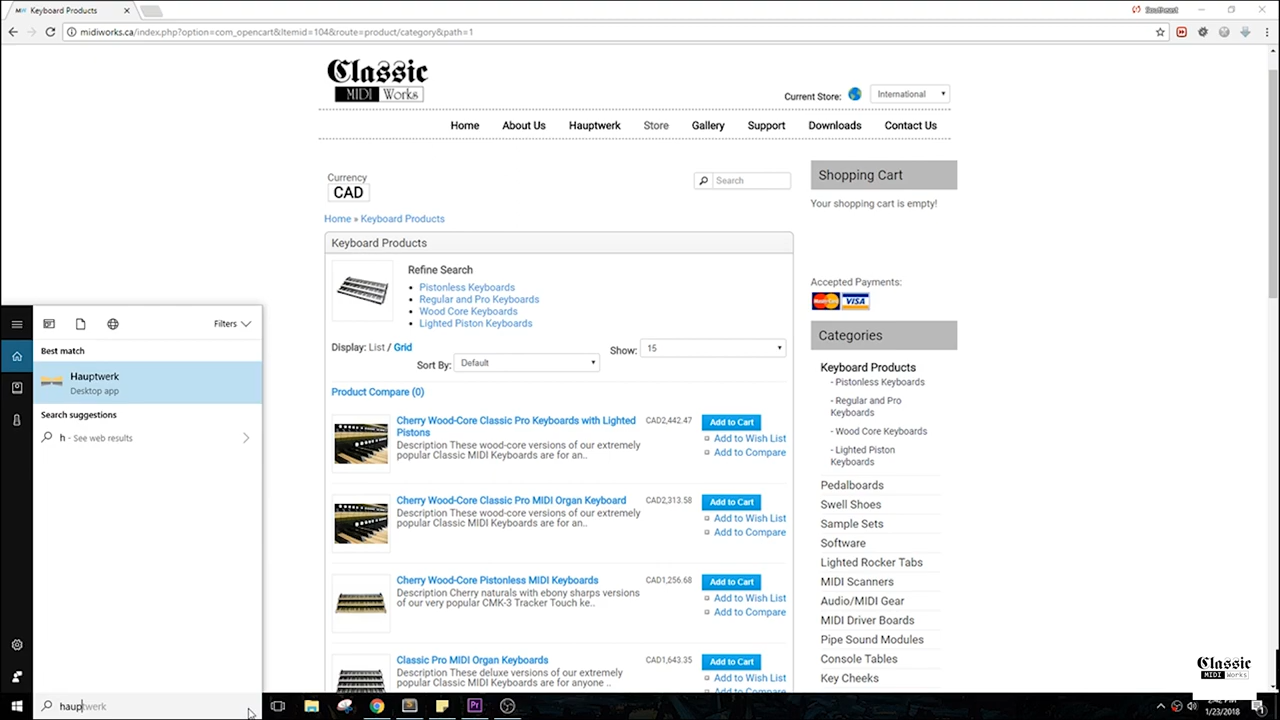 Keyboard Products
midiworks.ca/index.php?option=com_opencart&Itemid=104&route=product/category&path=1
Classic
MIDI Works
Current Store:
International
Home
About Us
Hauptwerk
Store
Gallery
Support
Downloads
Contact Us
Currency
CAD
Search
Home » Keyboard Products
Keyboard Products
Refine Search
Pistonless Keyboards
Regular and Pro Keyboards
Wood Core Keyboards
Lighted Piston Keyboards
Display: List / Grid
Show:
15
Sort By:
Default
Product Compare (0)
Cherry Wood-Core Classic Pro Keyboards with Lighted
Pistons
Description These wood-core versions of our extremely
popular Classic MIDI Keyboards are for an..
CAD2,442.47
Add to Cart
Add to Wish List
Add to Compare
Cherry Wood-Core Classic Pro MIDI Organ Keyboard
Description These wood-core versions of our extremely
popular Classic MIDI Keyboards are for an..
CAD2,313.58
Add to Cart
Add to Wish List
Add to Compare
Cherry Wood-Core Pistonless MIDI Keyboards
Description Cherry naturals with ebony sharps versions
of our very popular CMK-3 Tracker Touch ke..
CAD1,256.68
Add to Cart
Add to Wish List
Add to Compare
Classic Pro MIDI Organ Keyboards
Description These deluxe versions of our extremely
popular Classic MIDI Keyboards are for anyone ..
CAD1,643.35
Add to Cart
Add to Wish List
Add to Compare
Shopping Cart
Your shopping cart is empty!
Accepted Payments:
MasterCard
VISA
Categories
Keyboard Products
- Pistonless Keyboards
- Regular and Pro
Keyboards
- Wood Core Keyboards
- Lighted Piston
Keyboards
Pedalboards
Swell Shoes
Sample Sets
Software
Lighted Rocker Tabs
MIDI Scanners
Audio/MIDI Gear
MIDI Driver Boards
Pipe Sound Modules
Console Tables
Key Cheeks
Filters
Best match
Hauptwerk
Desktop app
Search suggestions
h - See web results
hauptwerk
Pr
Classic
MIDI Works
2:42 PM
1/23/2018